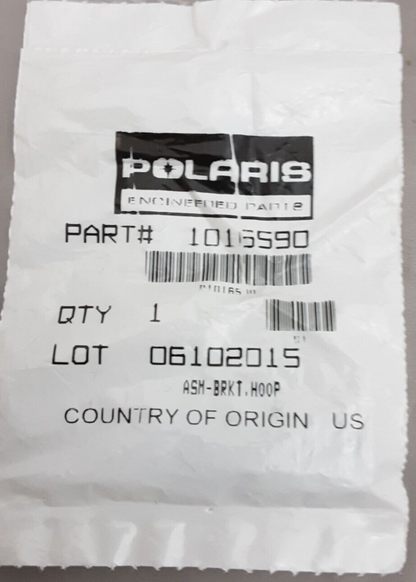 POLARIS
ENGINEERED PARTS
PART# 1016590
QTY 1
LOT 06102015
ASM-BRKT,HOOP
COUNTRY OF ORIGIN US